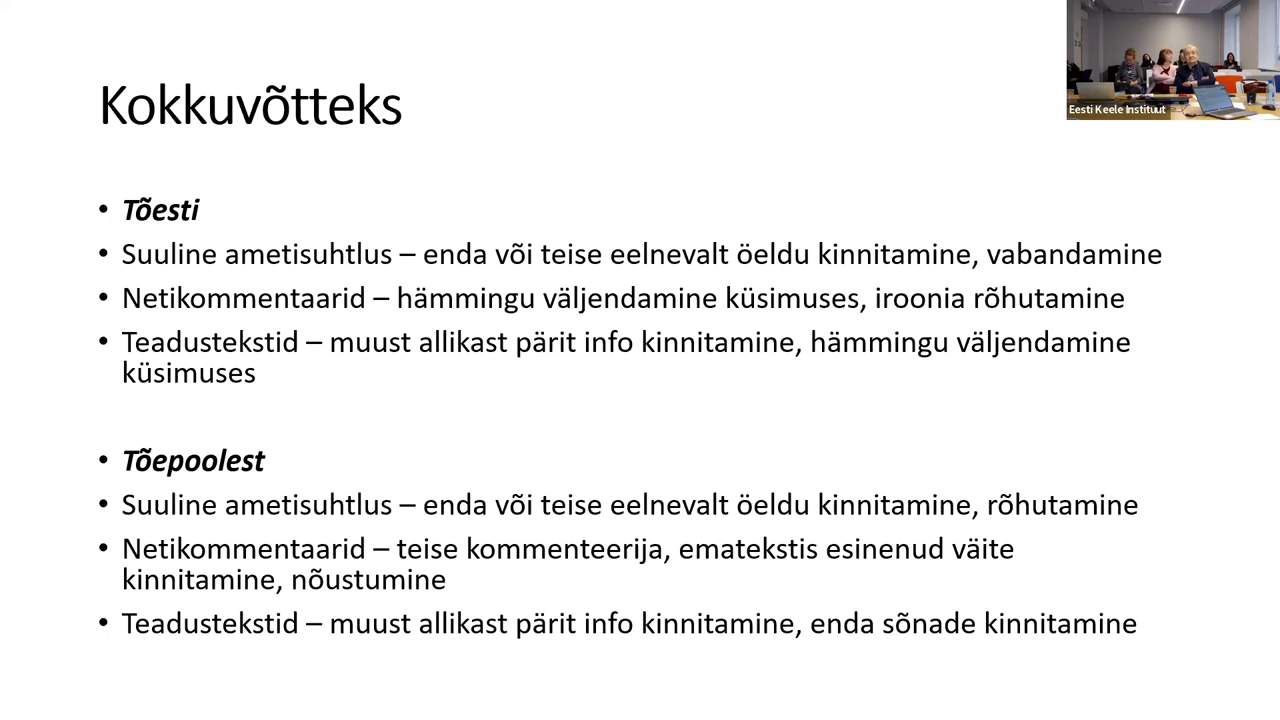 Eesti Keele Instituut
Kokkuvõtteks
• Tõesti
• Suuline ametisuhtlus – enda või teise eelnevalt öeldu kinnitamine, vabandamine
• Netikommentaarid – hämmingu väljendamine küsimuses, iroonia rõhutamine
• Teadustekstid – muust allikast pärit info kinnitamine, hämmingu väljendamine
küsimuses
• Tõepoolest
• Suuline ametisuhtlus – enda või teise eelnevalt öeldu kinnitamine, rõhutamine
• Netikommentaarid – teise kommenteerija, ematekstis esinenud väite
kinnitamine, nõustumine
• Teadustekstid – muust allikast pärit info kinnitamine, enda sõnade kinnitamine